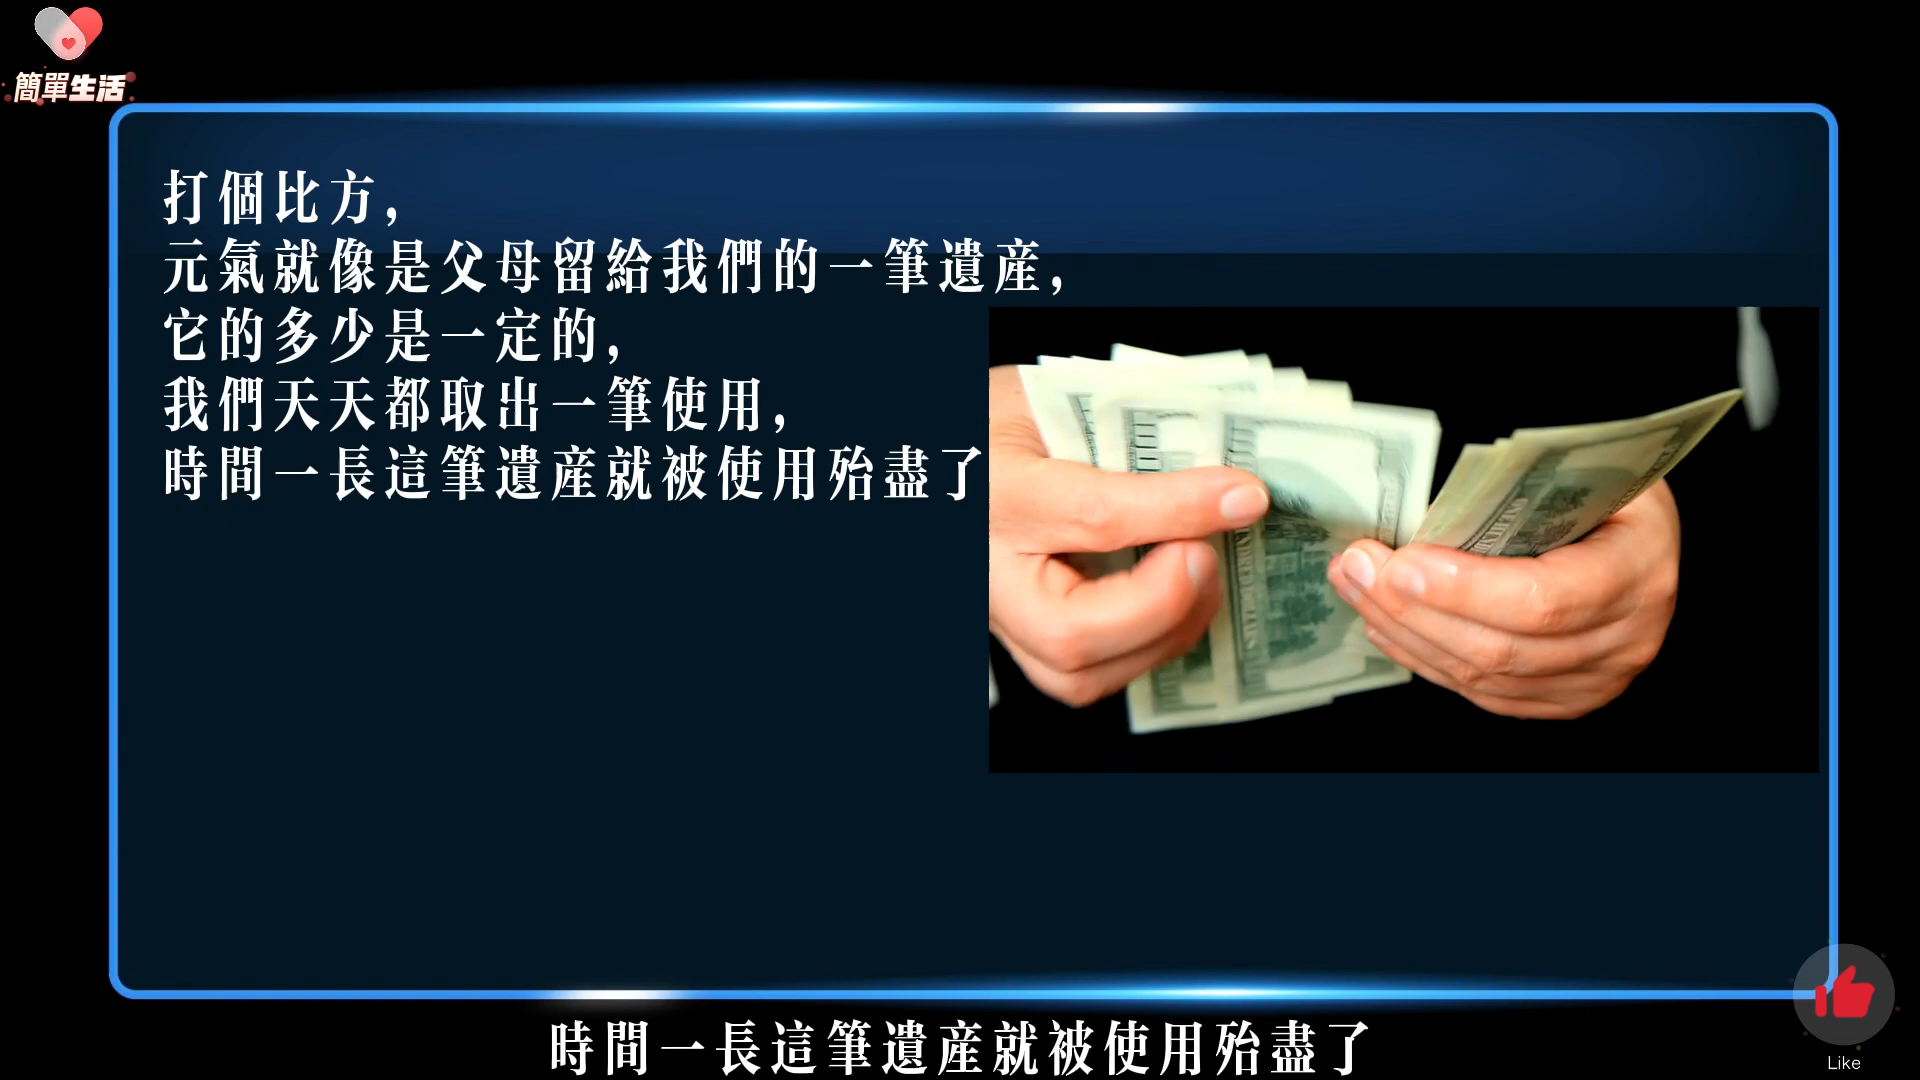 簡單生活
打個比方，
元氣就像是父母留給我們的一筆遺産，
它的多少是一定的，
我們天天都取出一筆使用，
時間一長這筆遺産就被使用殆盡了
時間一長這筆遺産就被使用殆盡了
Like